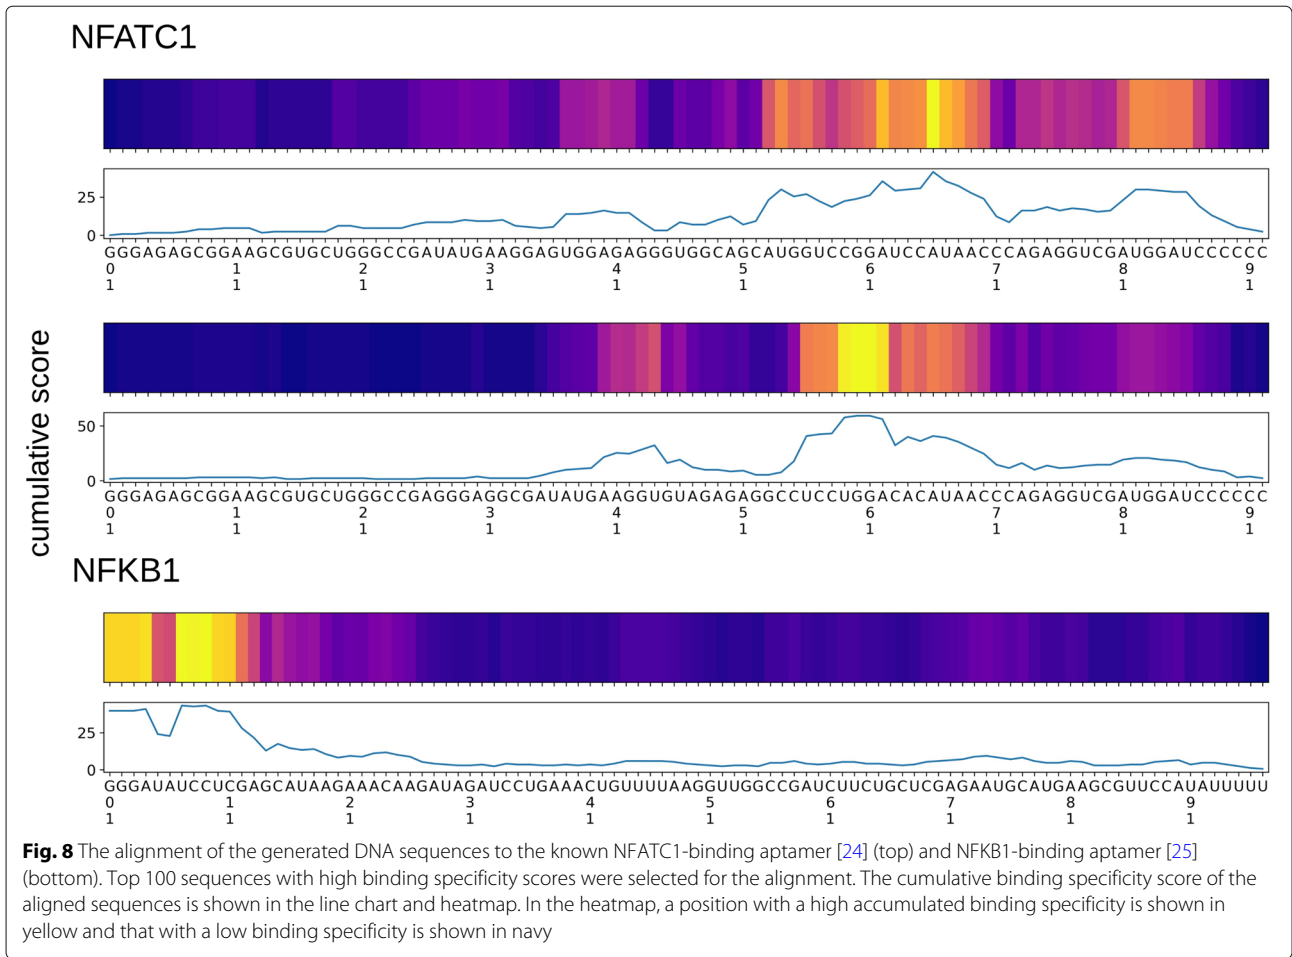 NFATC1
25
0
GGGAGAGCGGAAGCGUGCUGGGCCGAUAUGAAGGAGUGGAGAGGGUGGCAGCAUGGUCCGGAUCCAUAACCCAGAGGUCGAUGGAUCCCCCC
0 1 2 3 4 5 6 7 8 9
1 1 1 1 1 1 1 1 1 1
cumulative score
50
0
GGGAGAGCGGAAGCGUGCUGGGCCGAGGGAGGCGAUAUGAAGGUGUAGAGAGGCCUCCUGGACACAUAACCCAGAGGUCGAUGGAUCCCCCC
0 1 2 3 4 5 6 7 8 9
1 1 1 1 1 1 1 1 1 1
NFKB1
25
0
GGGAUAUCCUCGAGCAUAAGAAACAAGAUAGAUCCUGAAACUGUUUUAAGGUUGGCCGAUCUUCUGCUCGAGAAUGCAUGAAGCGUUCCAUAUUUUU
0 1 2 3 4 5 6 7 8 9
1 1 1 1 1 1 1 1 1 1
Fig. 8 The alignment of the generated DNA sequences to the known NFATC1-binding aptamer [24] (top) and NFKB1-binding aptamer [25]
(bottom). Top 100 sequences with high binding specificity scores were selected for the alignment. The cumulative binding specificity score of the
aligned sequences is shown in the line chart and heatmap. In the heatmap, a position with a high accumulated binding specificity is shown in
yellow and that with a low binding specificity is shown in navy